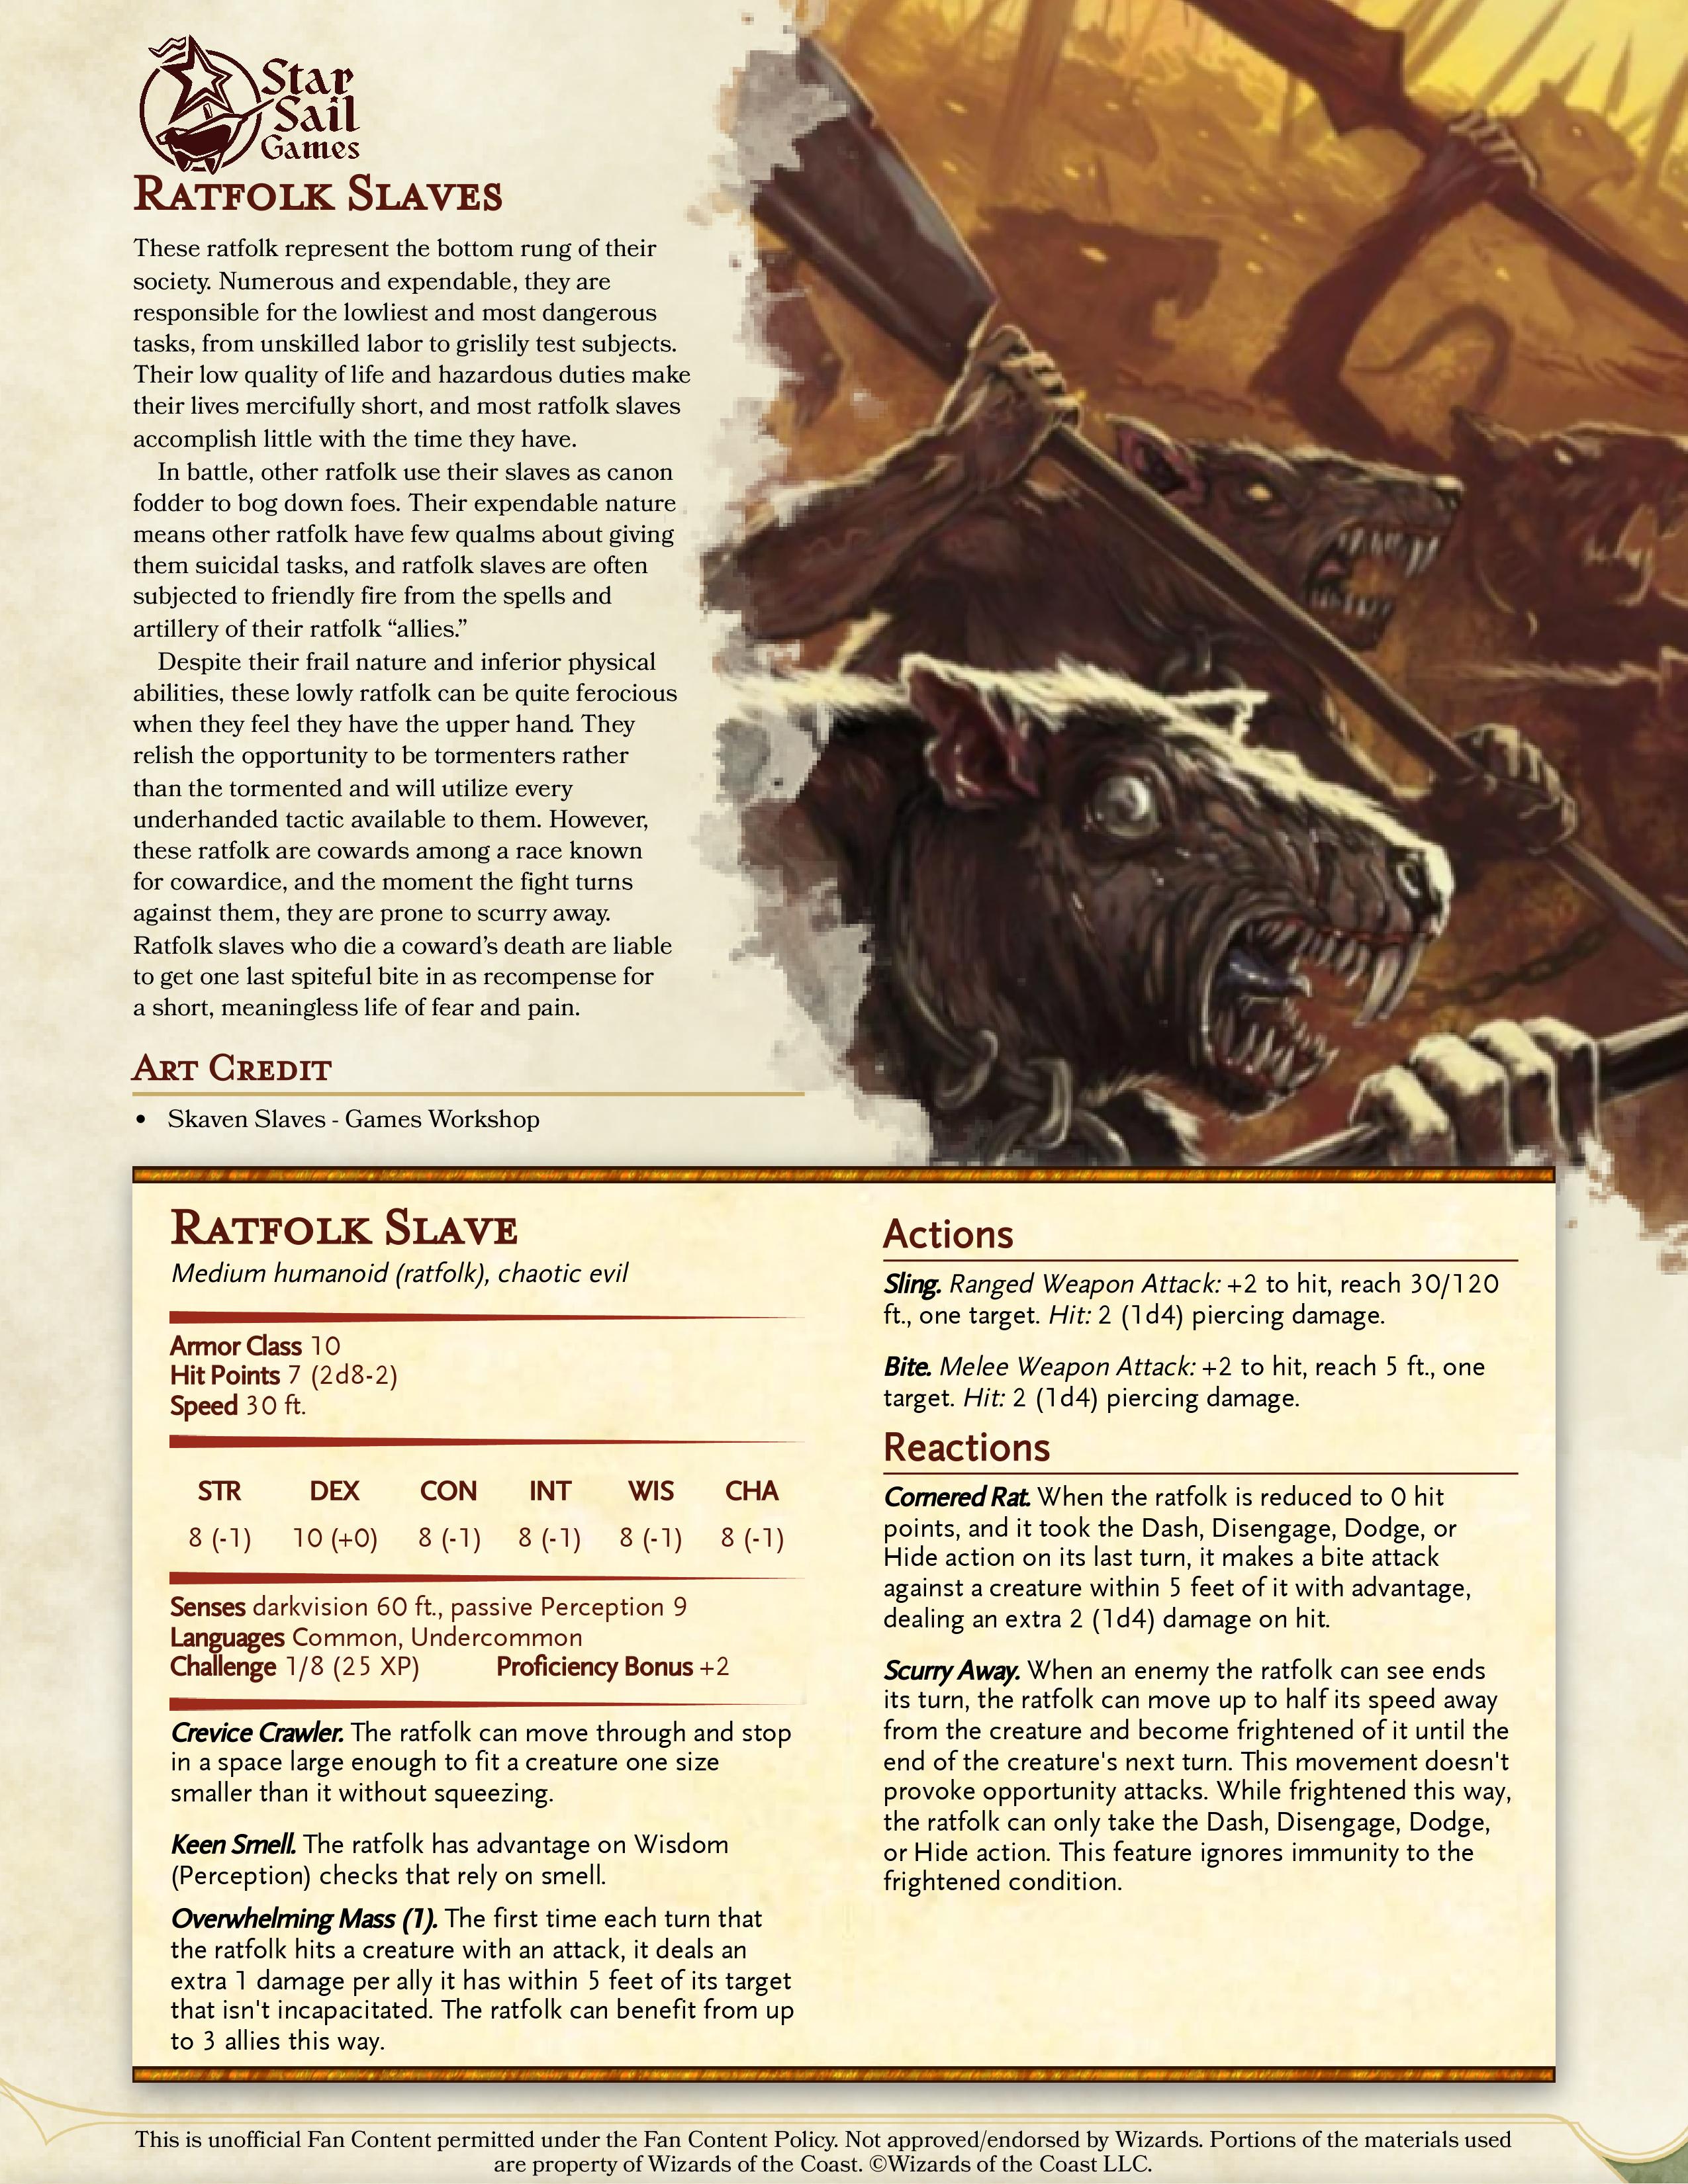 Star
Sail
Games
Ratfolk Slaves
These ratfolk represent the bottom rung of their
society. Numerous and expendable, they are
responsible for the lowliest and most dangerous
tasks, from unskilled labor to grislily test subjects.
Their low quality of life and hazardous duties make
their lives mercifully short, and most ratfolk slaves
accomplish little with the time they have.
In battle, other ratfolk use their slaves as canon
fodder to bog down foes. Their expendable nature
means other ratfolk have few qualms about giving
them suicidal tasks, and ratfolk slaves are often
subjected to friendly fire from the spells and
artillery of their ratfolk “allies.”
Despite their frail nature and inferior physical
abilities, these lowly ratfolk can be quite ferocious
when they feel they have the upper hand. They
relish the opportunity to be tormenters rather
than the tormented and will utilize every
underhanded tactic available to them. However,
these ratfolk are cowards among a race known
for cowardice, and the moment the fight turns
against them, they are prone to scurry away.
Ratfolk slaves who die a coward’s death are liable
to get one last spiteful bite in as recompense for
a short, meaningless life of fear and pain.
Art Credit
• Skaven Slaves - Games Workshop
Ratfolk Slave
Medium humanoid (ratfolk), chaotic evil
Armor Class 10
Hit Points 7 (2d8-2)
Speed 30 ft.
STR DEX CON INT WIS CHA
8 (-1) 10 (+0) 8 (-1) 8 (-1) 8 (-1) 8 (-1)
Senses darkvision 60 ft., passive Perception 9
Languages Common, Undercommon
Challenge 1/8 (25 XP) Proficiency Bonus +2
Crevice Crawler. The ratfolk can move through and stop
in a space large enough to fit a creature one size
smaller than it without squeezing.
Keen Smell. The ratfolk has advantage on Wisdom
(Perception) checks that rely on smell.
Overwhelming Mass (1). The first time each turn that
the ratfolk hits a creature with an attack, it deals an
extra 1 damage per ally it has within 5 feet of its target
that isn't incapacitated. The ratfolk can benefit from up
to 3 allies this way.
Actions
Sling. Ranged Weapon Attack: +2 to hit, reach 30/120
ft., one target. Hit: 2 (1d4) piercing damage.
Bite. Melee Weapon Attack: +2 to hit, reach 5 ft., one
target. Hit: 2 (1d4) piercing damage.
Reactions
Cornered Rat. When the ratfolk is reduced to 0 hit
points, and it took the Dash, Disengage, Dodge, or
Hide action on its last turn, it makes a bite attack
against a creature within 5 feet of it with advantage,
dealing an extra 2 (1d4) damage on hit.
Scurry Away. When an enemy the ratfolk can see ends
its turn, the ratfolk can move up to half its speed away
from the creature and become frightened of it until the
end of the creature's next turn. This movement doesn't
provoke opportunity attacks. While frightened this way,
the ratfolk can only take the Dash, Disengage, Dodge,
or Hide action. This feature ignores immunity to the
frightened condition.
This is unofficial Fan Content permitted under the Fan Content Policy. Not approved/endorsed by Wizards. Portions of the materials used
are property of Wizards of the Coast. ©Wizards of the Coast LLC.